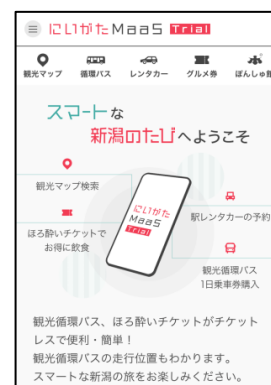 にいがた MaaS Trial
観光マップ 循環バス レンタカー グルメ券 ぽんしゅ館
スマートな
新潟のたびへようこそ
観光マップ検索
にいがた
MaaS
Trial
駅レンタカーの予約
ほろ酔いチケットで
お得に飲食
観光循環バス
1日乗車券購入
観光循環バス、ほろ酔いチケットがチケット
レスで便利・簡単！
観光循環バスの走行位置もわかります。
スマートな新潟の旅をお楽しみください。